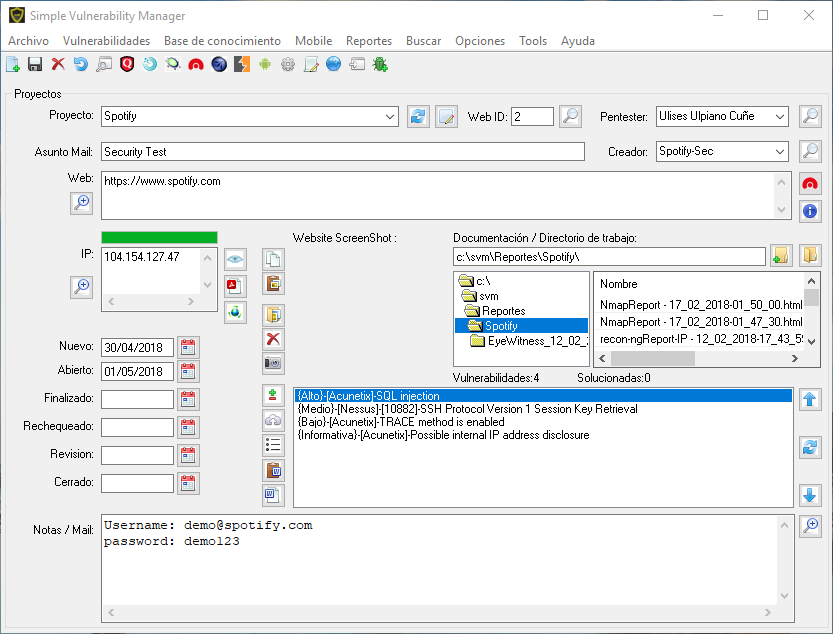 Simple Vulnerability Manager
Archivo Vulnerabilidades Base de conocimiento Mobile Reportes Buscar Opciones Tools Ayuda
Proyectos
Proyecto: Spotify Web ID: 2 Pentester: Ulises Ulpiano Cuñe
Asunto Mail: Security Test Creador: Spotify-Sec
Web: https://www.spotify.com
IP: 104.154.127.47
Website ScreenShot :
Documentación / Directorio de trabajo:
c:\svm\Reportes\Spotify\
c:\
svm
Reportes
Spotify
EyeWitness_12_02_
Nombre
NmapReport - 17_02_2018-01_50_00.html
NmapReport - 17_02_2018-01_47_30.html
recon-ngReport-IP - 12_02_2018-17_43_5
Nuevo: 30/04/2018
Abierto: 01/05/2018
Finalizado:
Rechequeado:
Revision:
Cerrado:
Vulnerabilidades:4 Solucionadas:0
{Alto}-[Acunetix]-SQL injection
{Medio}-[Nessus]-[10882]-SSH Protocol Version 1 Session Key Retrieval
{Bajo}-[Acunetix]-TRACE method is enabled
{Informativa}-[Acunetix]-Possible internal IP address disclosure
Notas / Mail:
Username: demo@spotify.com
password: demo123